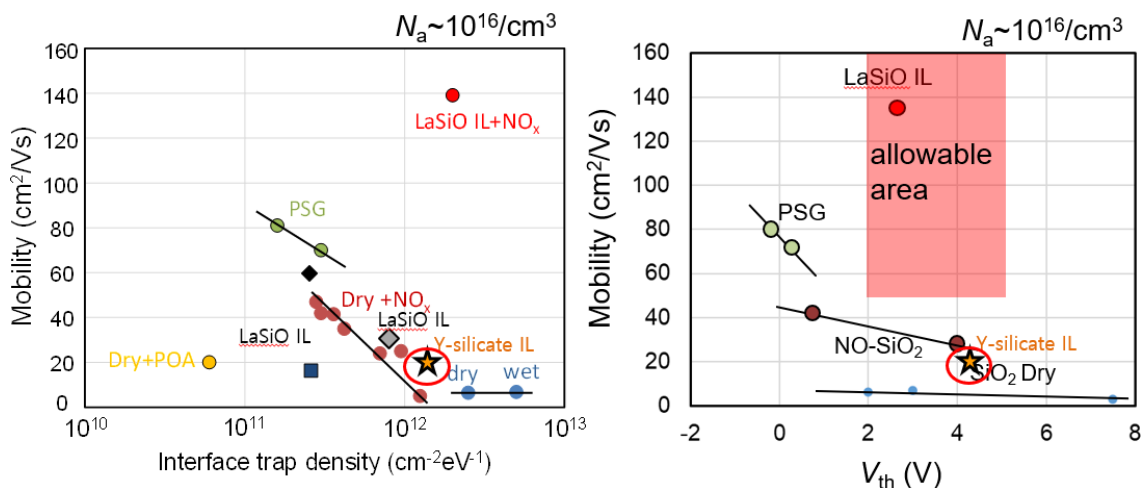 Nₐ~10¹⁶/cm³
160
140
120
100
80
60
40
20
0
Mobility (cm²/Vs)
LaSiO IL+NOₓ
PSG
Dry +NOₓ
LaSiO IL
LaSiO IL
Y-silicate IL
Dry+POA
dry
wet
10¹⁰
10¹¹
10¹²
10¹³
Interface trap density (cm⁻²eV⁻¹)
Nₐ~10¹⁶/cm³
160
140
120
100
80
60
40
20
0
Mobility (cm²/Vs)
LaSiO IL
allowable
area
PSG
NO-SiO₂
Y-silicate IL
SiO₂ Dry
-2
0
2
4
6
8
Vₜₕ (V)